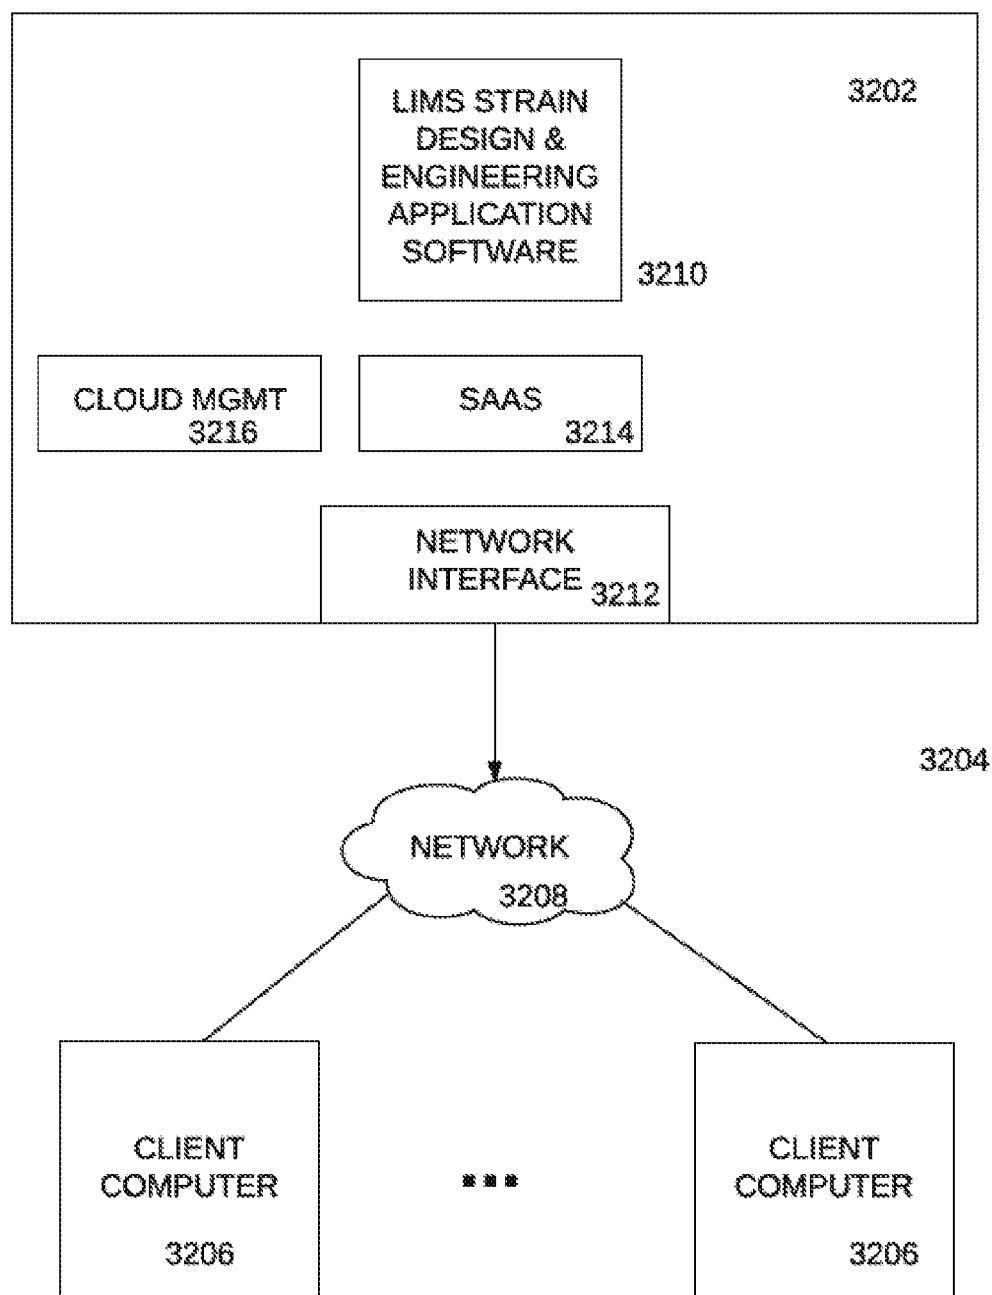 3202
LIMS STRAIN
DESIGN &
ENGINEERING
APPLICATION
SOFTWARE
3210
CLOUD MGMT
3216
SAAS
3214
NETWORK
INTERFACE
3212
3204
NETWORK
3208
CLIENT
COMPUTER
3206
...
CLIENT
COMPUTER
3206